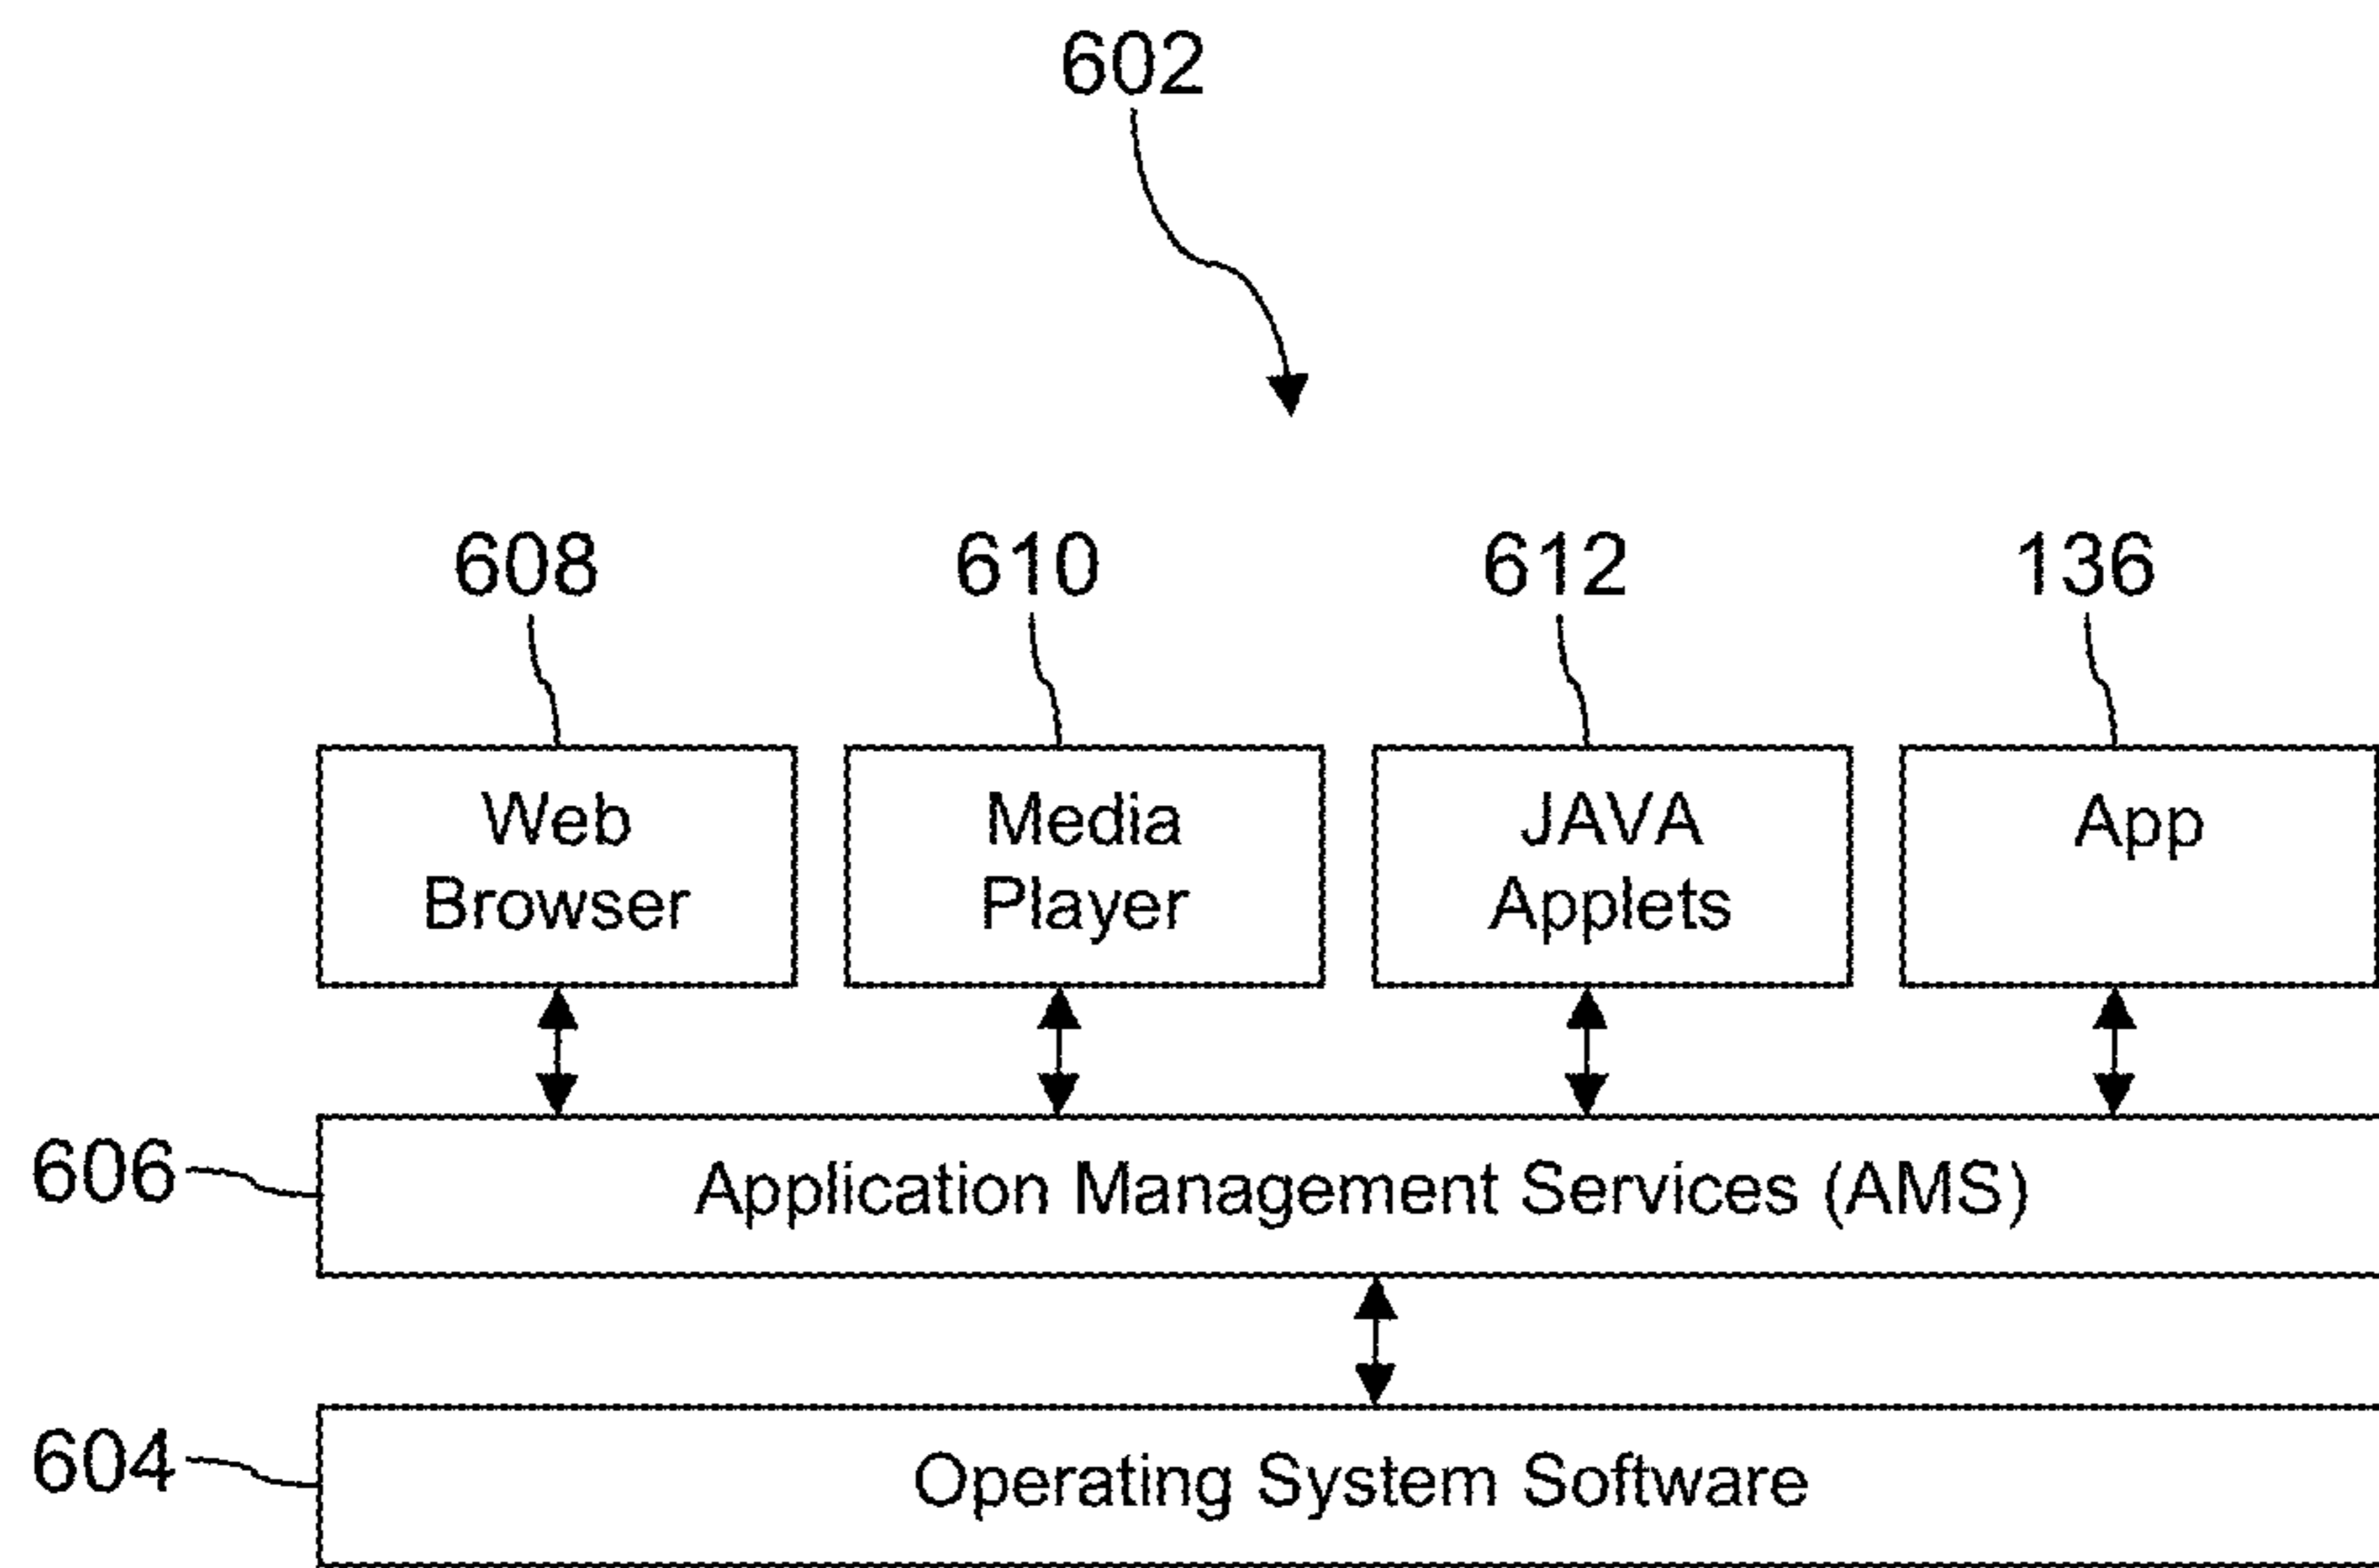 602
608
610
612
136
Web
Browser
Media
Player
JAVA
Applets
App
606
Application Management Services (AMS)
604
Operating System Software